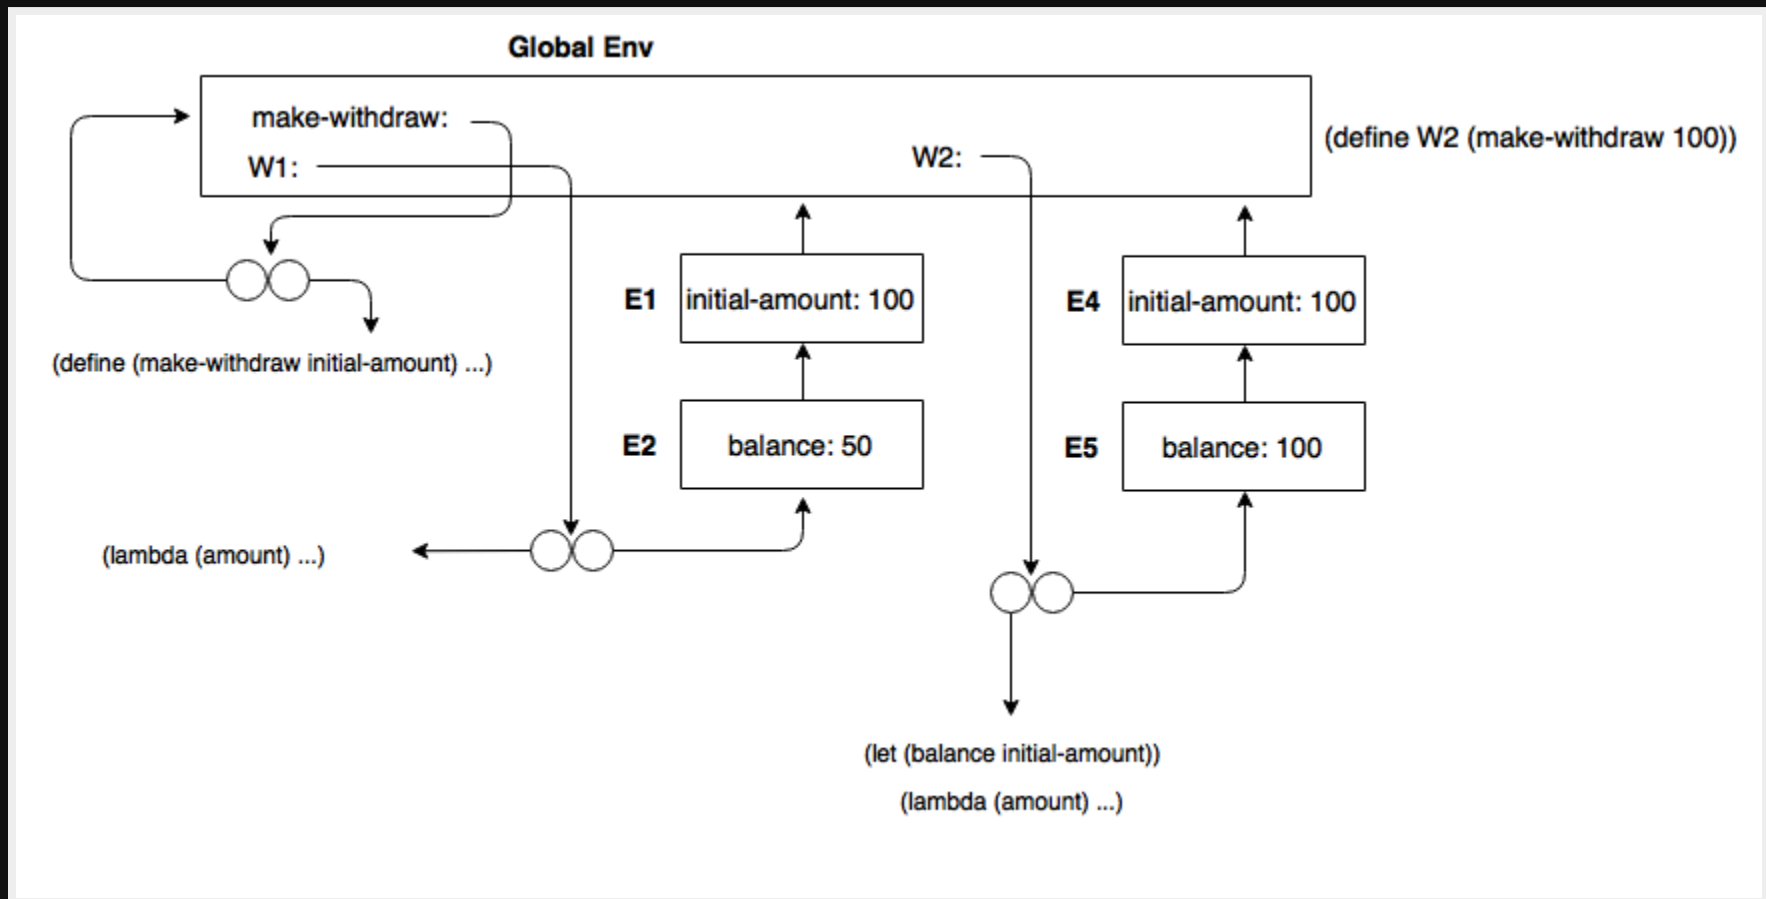 Global Env
make-withdraw:
W1:
W2:
(define W2 (make-withdraw 100))
E1
initial-amount: 100
E4
initial-amount: 100
(define (make-withdraw initial-amount) ...)
E2
balance: 50
E5
balance: 100
(lambda (amount) ...)
(let (balance initial-amount))
(lambda (amount) ...)